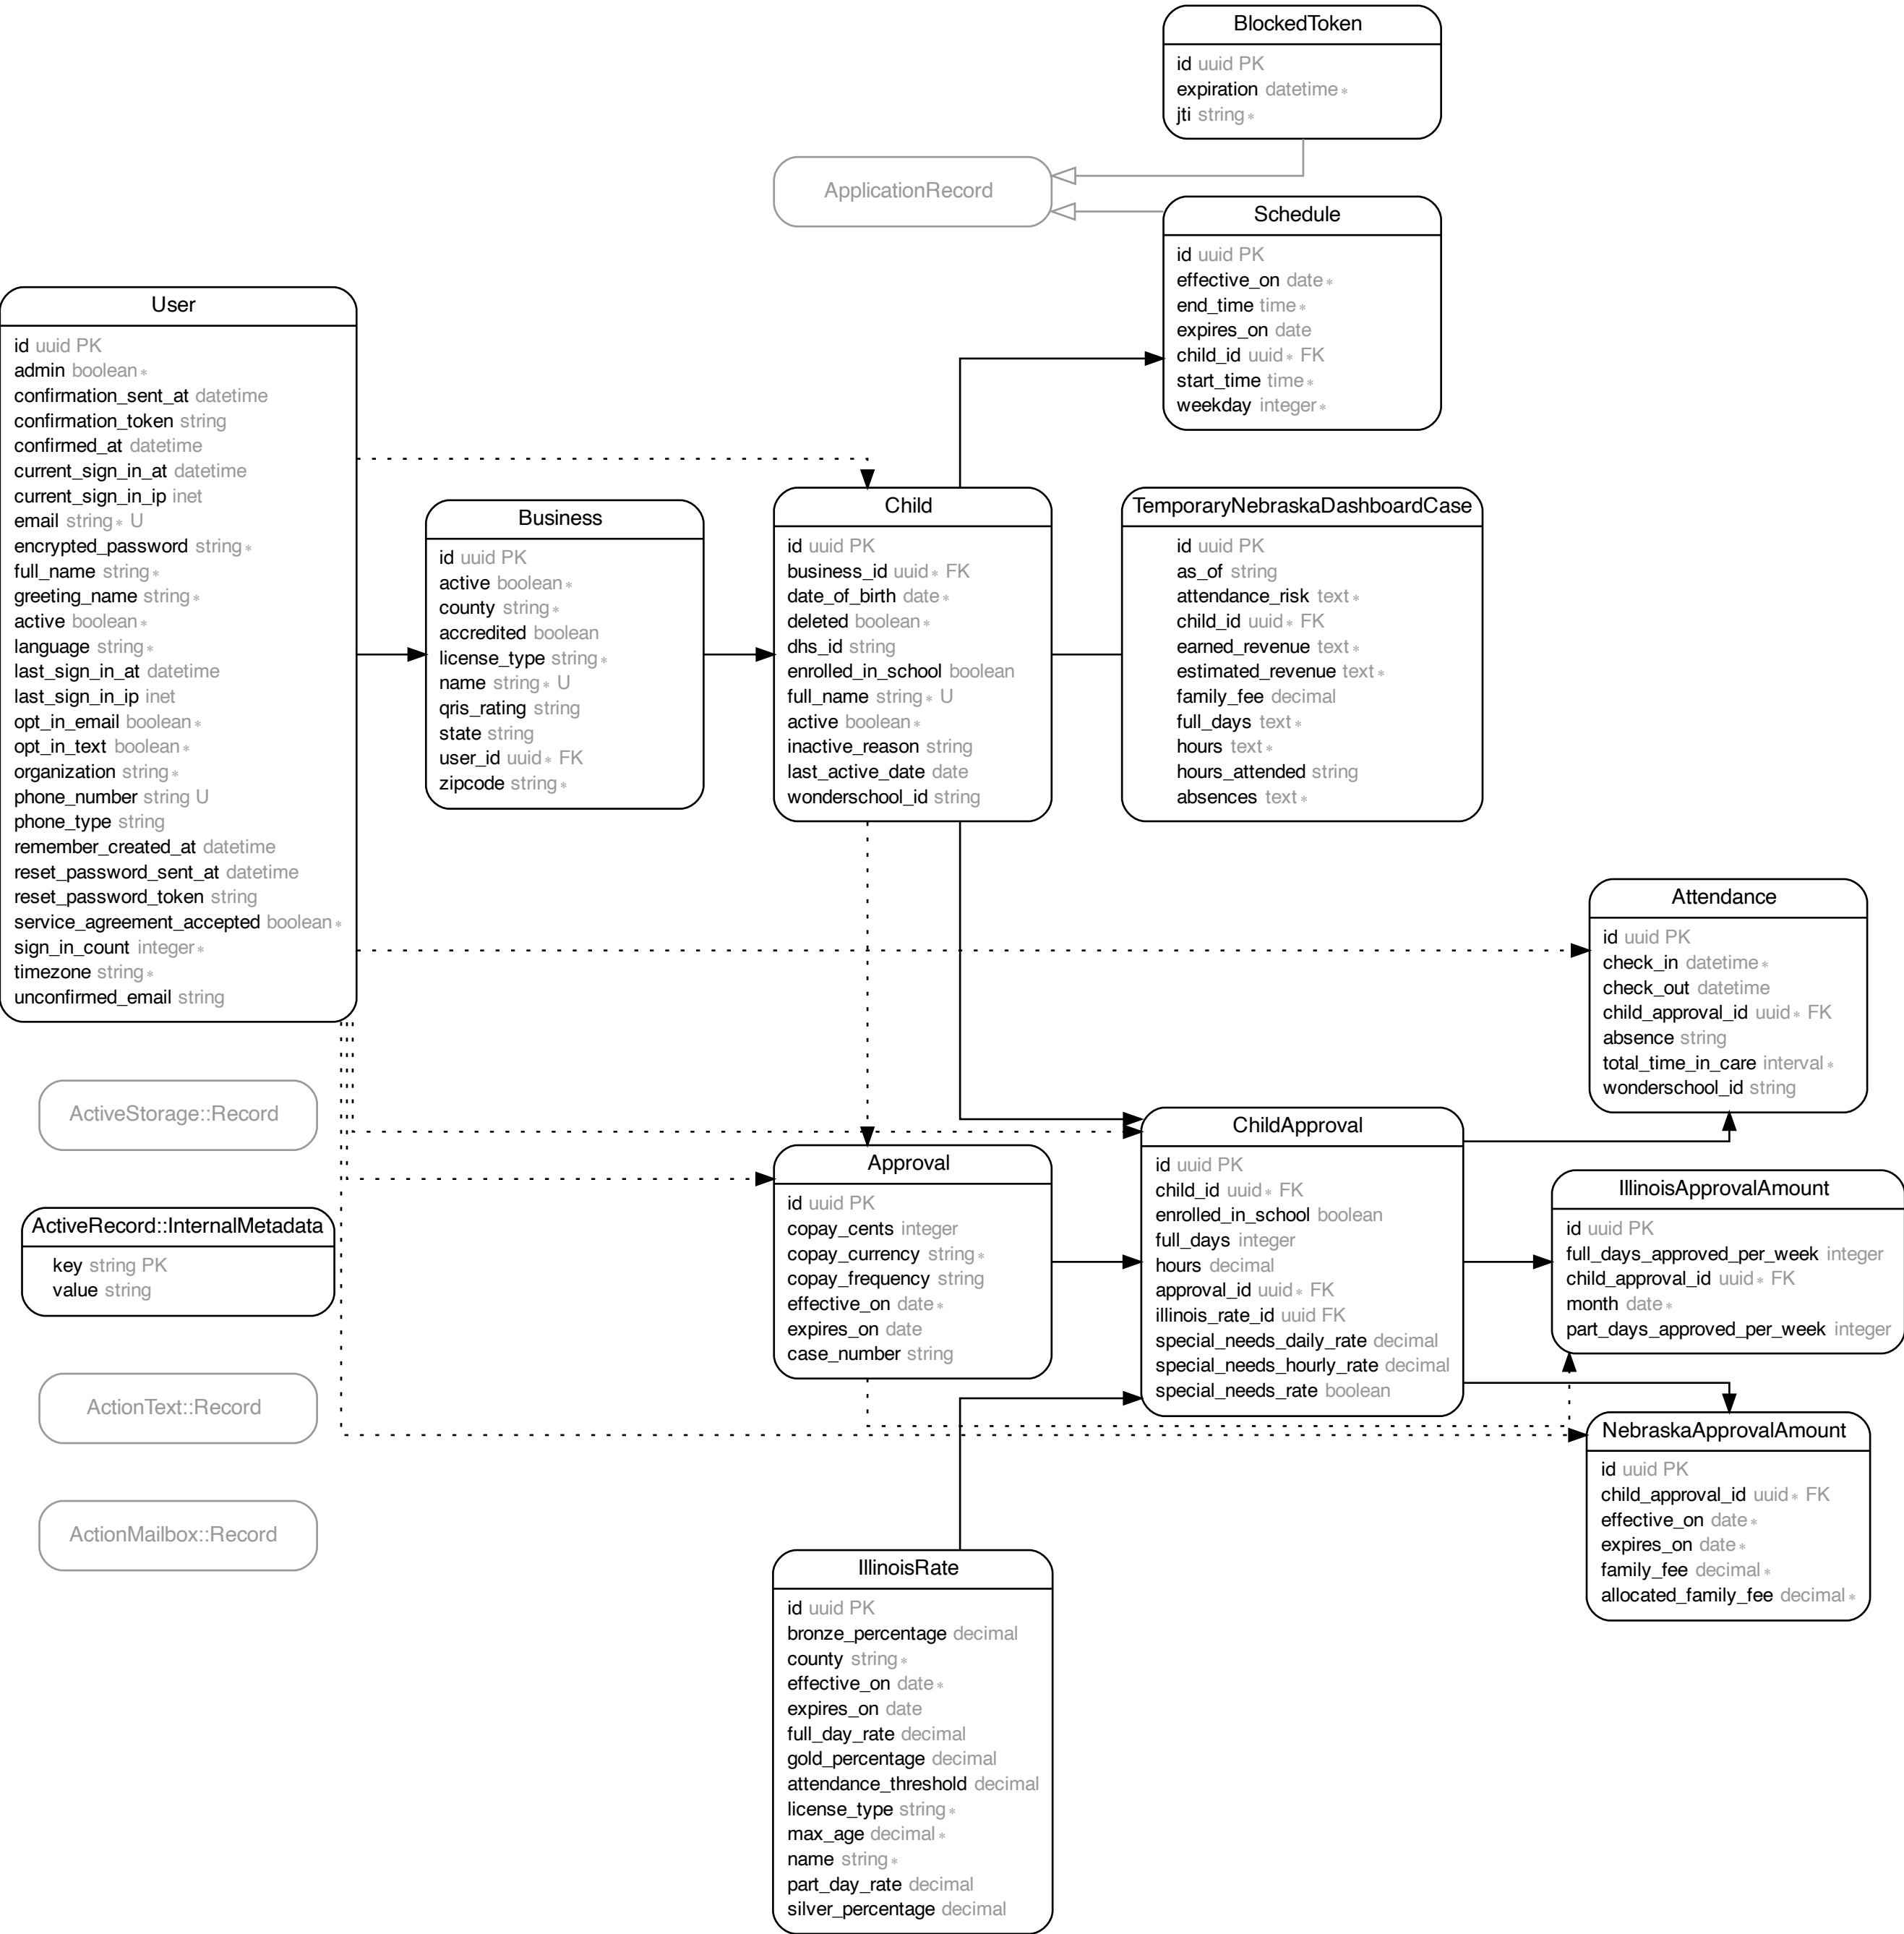 BlockedToken
id uuid PK
expiration datetime *
jti string *
ApplicationRecord
Schedule
id uuid PK
effective_on date *
end_time time *
expires_on date
child_id uuid * FK
start_time time *
weekday integer *
User
id uuid PK
admin boolean *
confirmation_sent_at datetime
confirmation_token string
confirmed_at datetime
current_sign_in_at datetime
current_sign_in_ip inet
email string * U
encrypted_password string *
full_name string *
greeting_name string *
active boolean *
language string *
last_sign_in_at datetime
last_sign_in_ip inet
opt_in_email boolean *
opt_in_text boolean *
organization string *
phone_number string U
phone_type string
remember_created_at datetime
reset_password_sent_at datetime
reset_password_token string
service_agreement_accepted boolean *
sign_in_count integer *
timezone string *
unconfirmed_email string
Business
id uuid PK
active boolean *
county string *
accredited boolean
license_type string *
name string * U
qris_rating string
state string
user_id uuid * FK
zipcode string *
Child
id uuid PK
business_id uuid * FK
date_of_birth date *
deleted boolean *
dhs_id string
enrolled_in_school boolean
full_name string * U
active boolean *
inactive_reason string
last_active_date date
wonderschool_id string
TemporaryNebraskaDashboardCase
id uuid PK
as_of string
attendance_risk text *
child_id uuid * FK
earned_revenue text *
estimated_revenue text *
family_fee decimal
full_days text *
hours text *
hours_attended string
absences text *
Attendance
id uuid PK
check_in datetime *
check_out datetime
child_approval_id uuid * FK
absence string
total_time_in_care interval *
wonderschool_id string
ActiveStorage::Record
ActiveRecord::InternalMetadata
key string PK
value string
ActionText::Record
ActionMailbox::Record
Approval
id uuid PK
copay_cents integer
copay_currency string *
copay_frequency string
effective_on date *
expires_on date
case_number string
ChildApproval
id uuid PK
child_id uuid * FK
enrolled_in_school boolean
full_days integer
hours decimal
approval_id uuid * FK
illinois_rate_id uuid FK
special_needs_daily_rate decimal
special_needs_hourly_rate decimal
special_needs_rate boolean
IllinoisApprovalAmount
id uuid PK
full_days_approved_per_week integer
child_approval_id uuid * FK
month date *
part_days_approved_per_week integer
NebraskaApprovalAmount
id uuid PK
child_approval_id uuid * FK
effective_on date *
expires_on date *
family_fee decimal *
allocated_family_fee decimal *
IllinoisRate
id uuid PK
bronze_percentage decimal
county string *
effective_on date *
expires_on date
full_day_rate decimal
gold_percentage decimal
attendance_threshold decimal
license_type string *
max_age decimal *
name string *
part_day_rate decimal
silver_percentage decimal